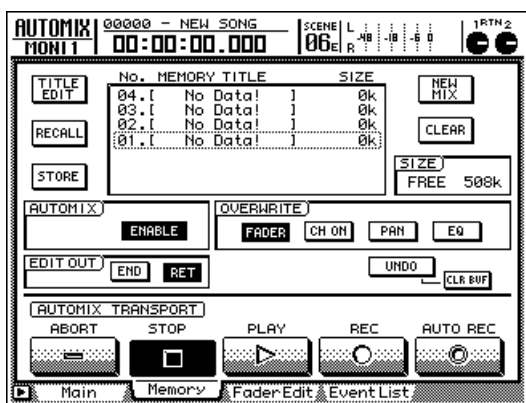 AUTOMIX 00000 - NEW SONG SCENE L 1RTN2
MONI 1 00:00:00.000 06E R -48 -18 -6 0
No. MEMORY TITLE SIZE
TITLE EDIT
04.[ No Data! ] 0k
03.[ No Data! ] 0k
02.[ No Data! ] 0k
01.[ No Data! ] 0k
NEW MIX
RECALL
CLEAR
STORE
SIZE
FREE 508k
AUTOMIX
ENABLE
OVERWRITE
FADER CH ON PAN EQ
EDIT OUT
END RET
UNDO
CLR BUF
AUTOMIX TRANSPORT
ABORT STOP PLAY REC AUTO REC
Main Memory Fader Edit Event List